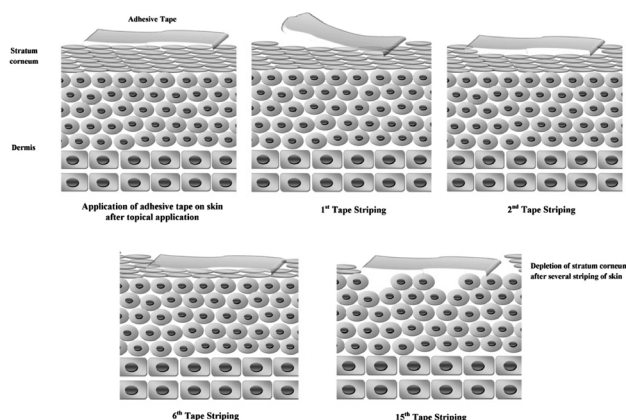 Adhesive Tape
Stratum
corneum
Dermis
Application of adhesive tape on skin
after topical application
1st Tape Striping
2nd Tape Striping
Depletion of stratum corneum
after several striping of skin
6th Tape Striping
15th Tape Striping